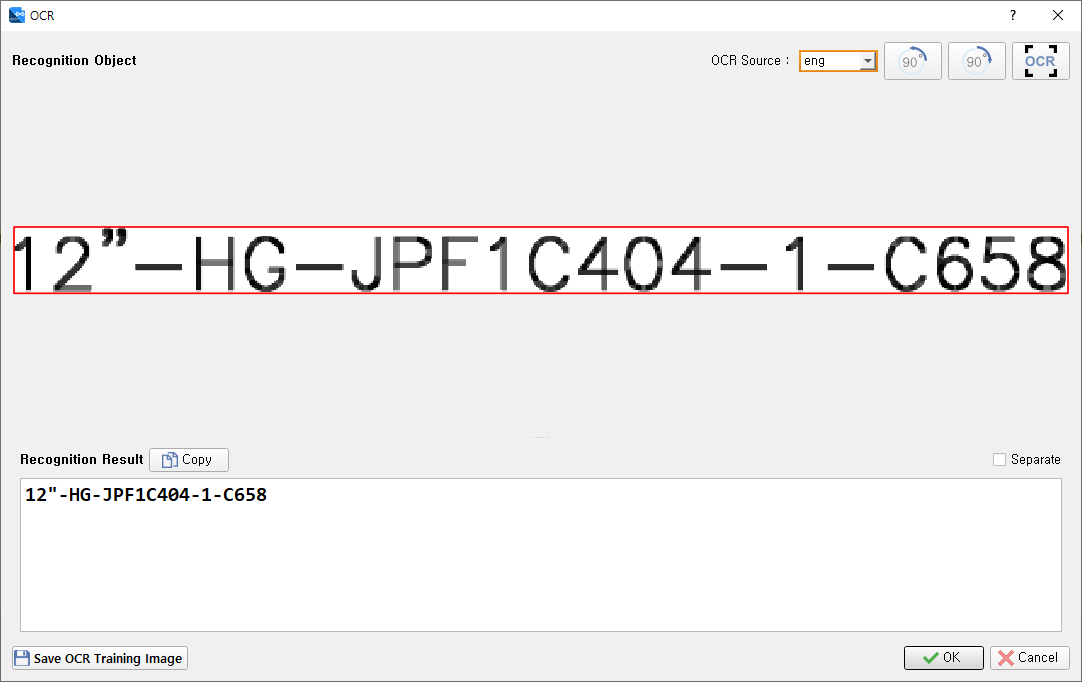 OCR
?
Recognition Object
OCR Source :
eng
90°
90°
OCR
12”-HG-JPF1C404-1-C658
Recognition Result
Copy
Separate
12"-HG-JPF1C404-1-C658
Save OCR Training Image
OK
Cancel